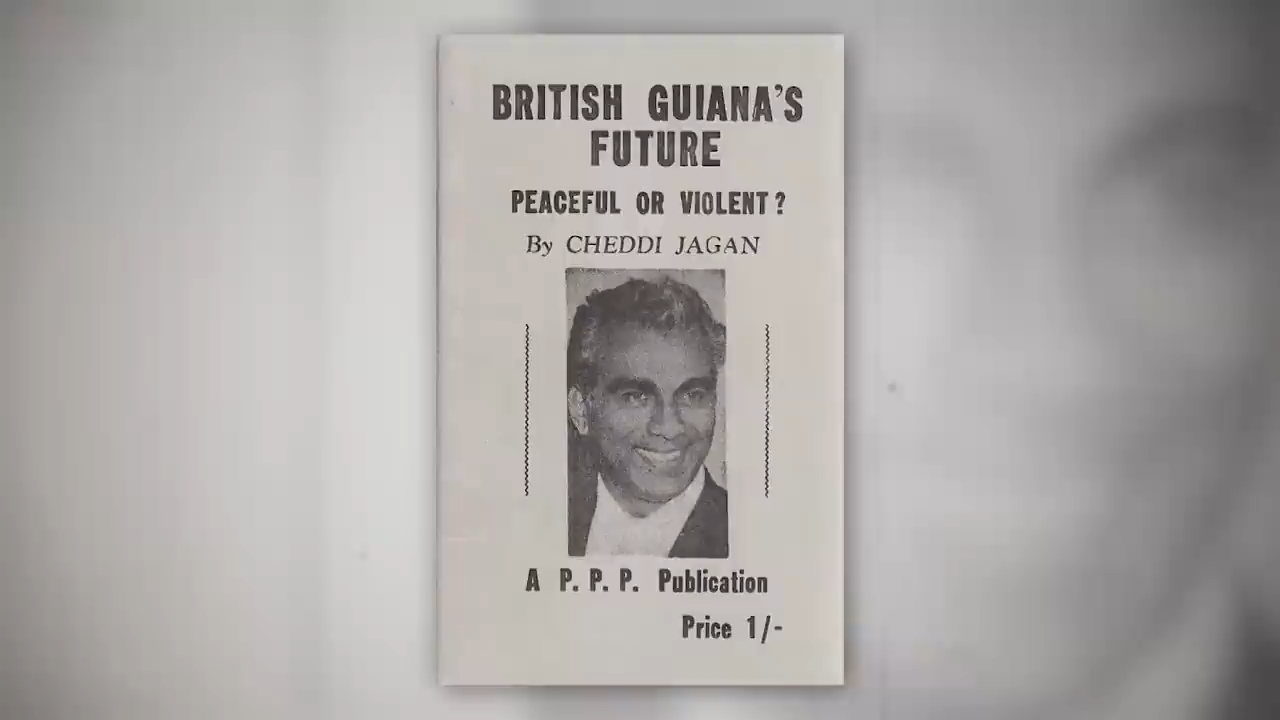 BRITISH GUIANA'S
FUTURE
PEACEFUL OR VIOLENT?
By CHEDDI JAGAN
A P. P. P. Publication
Price 1/-